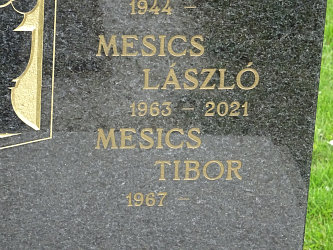 1944 -
MESICS
LÁSZLÓ
1963 - 2021
MESICS
TIBOR
1967 -